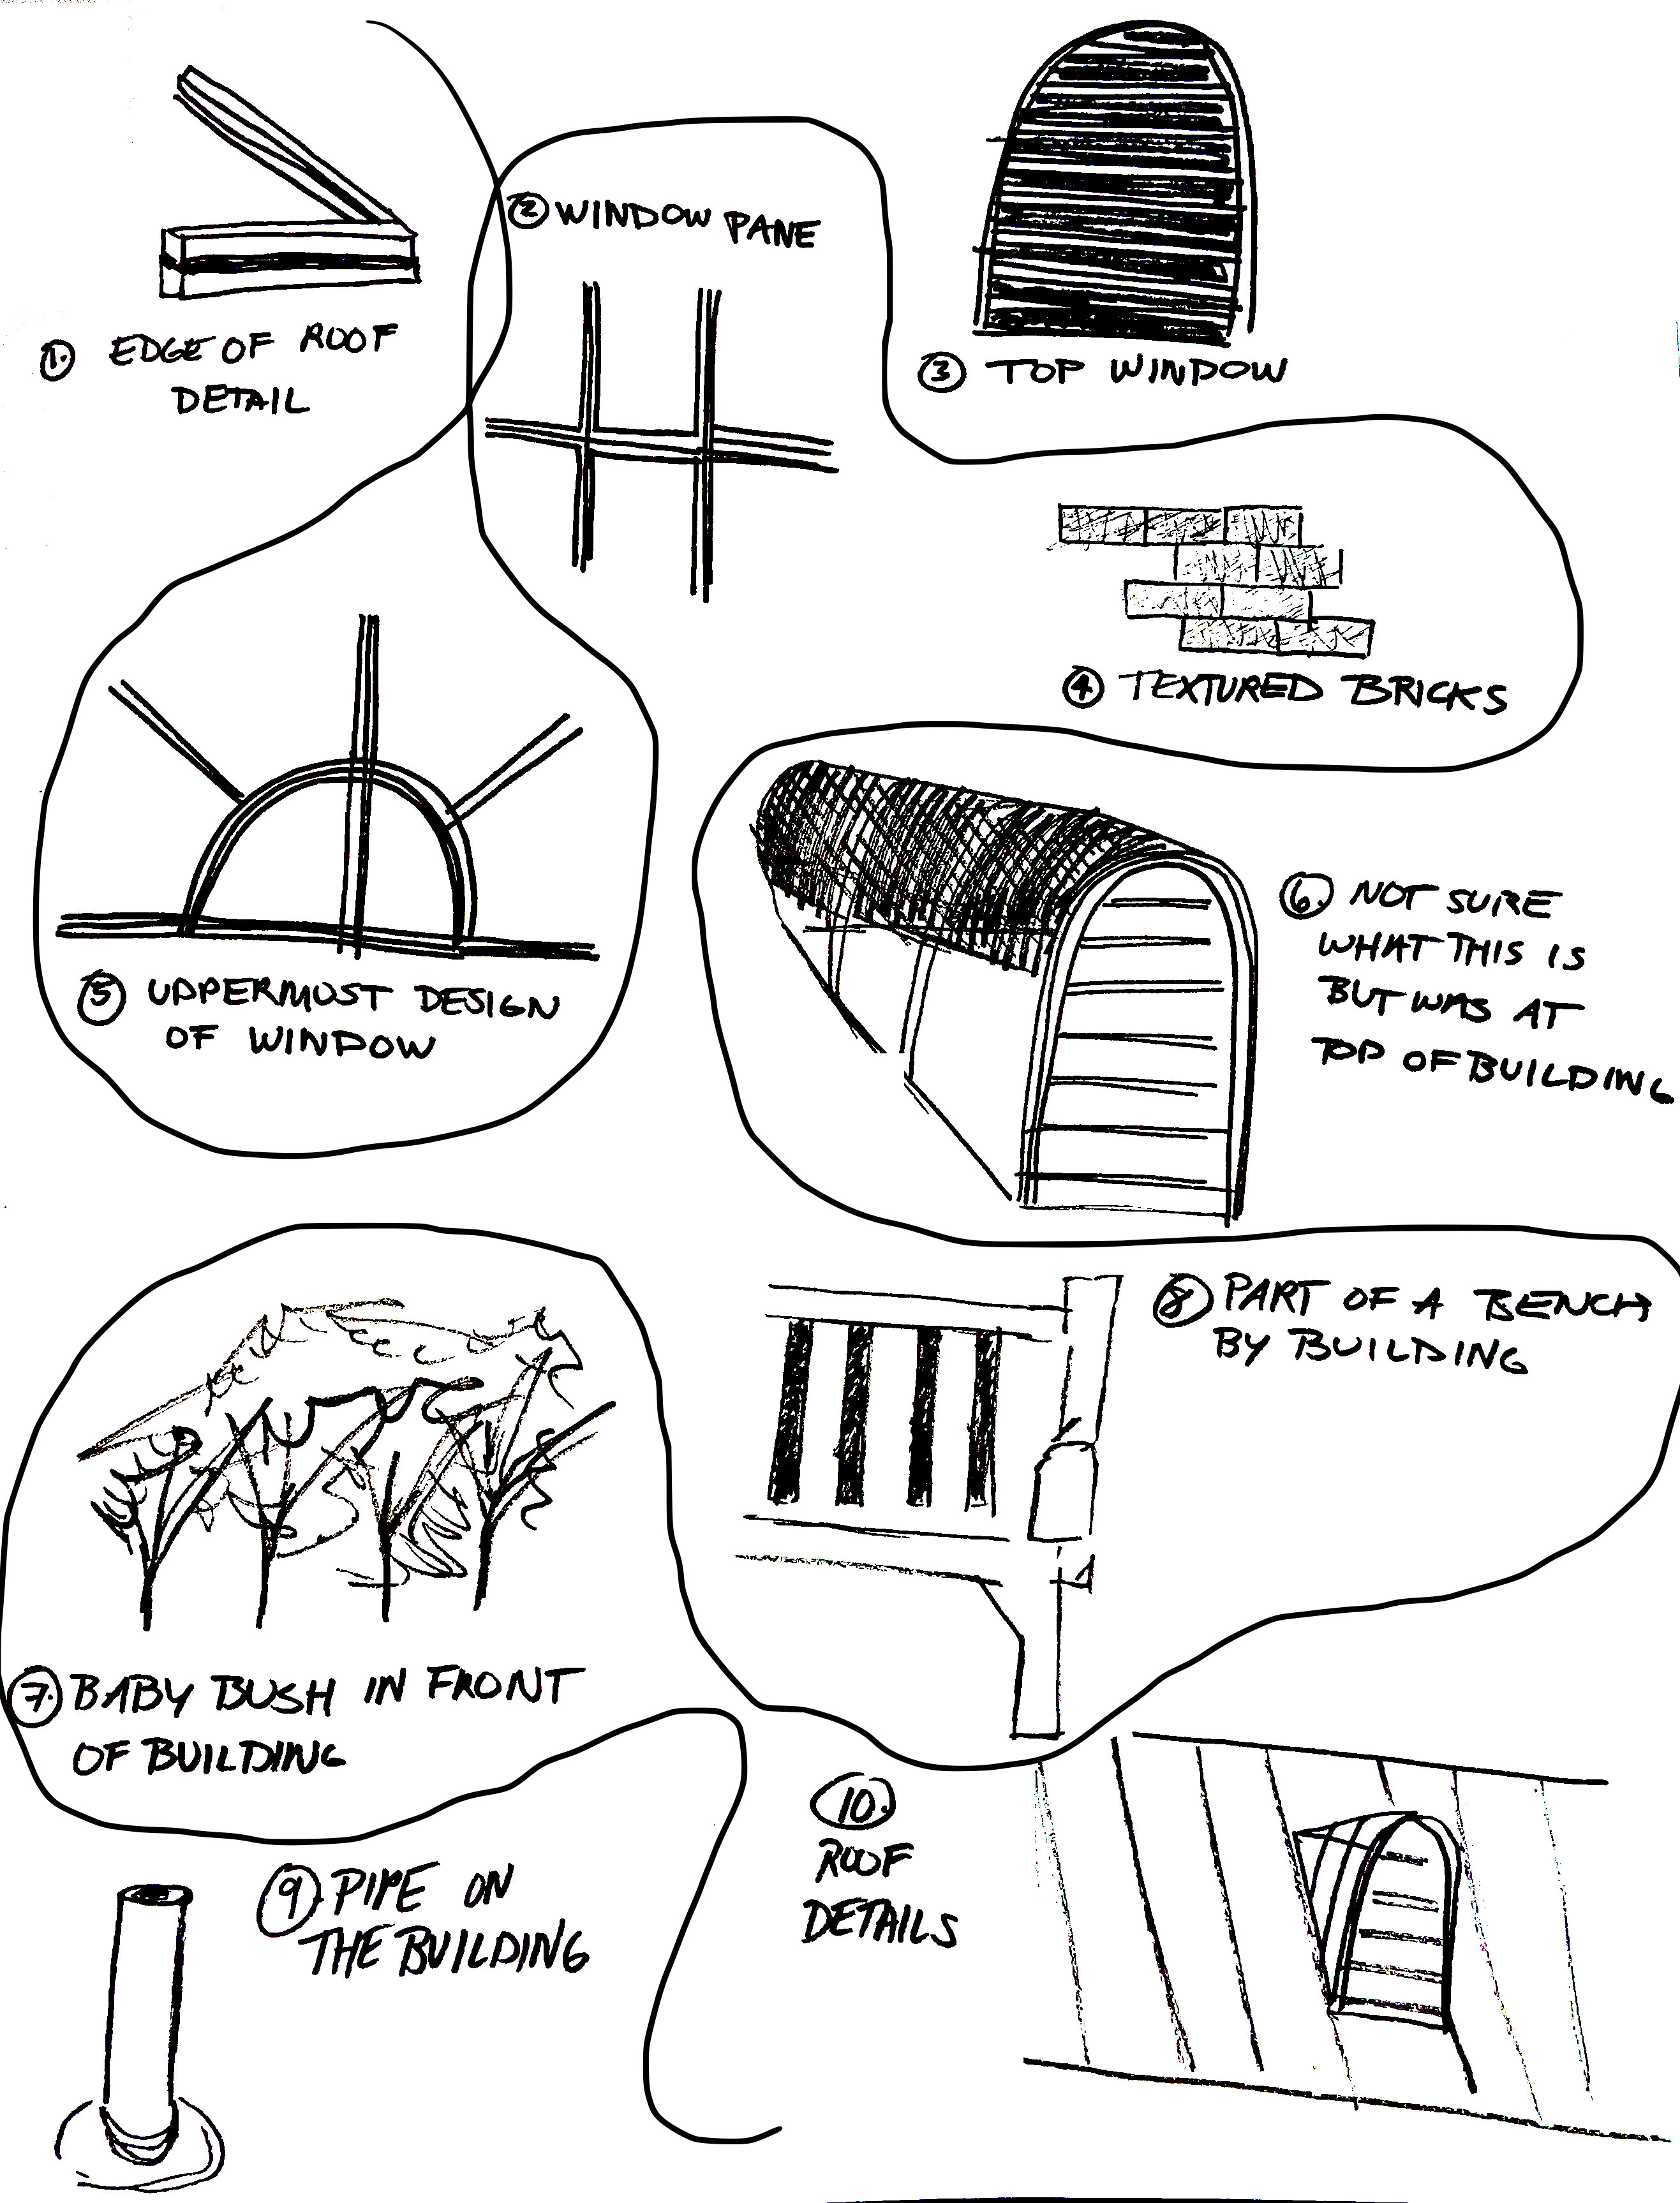 1. EDGE OF ROOF
DETAIL
2 WINDOW PANE
3 TOP WINDOW
4 TEXTURED BRICKS
5 UPPERMOST DESIGN
OF WINDOW
6. NOT SURE
WHAT THIS IS
BUT WAS AT
TOP OF BUILDING
7. BABY BUSH IN FRONT
OF BUILDING
8 PART OF A BENCH
BY BUILDING
9 PIPE ON
THE BUILDING
10.
ROOF
DETAILS